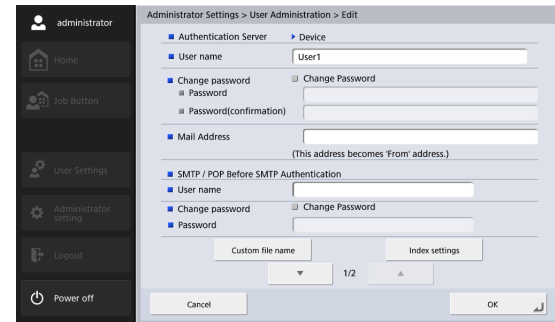 administrator
Home
Job Button
User Settings
Administrator
setting
Logout
Power off
Administrator Settings > User Administration > Edit
Authentication Server Device
User name User1
Change password Change Password
Password
Password(confirmation)
Mail Address
(This address becomes 'From' address.)
SMTP / POP Before SMTP Authentication
User name
Change password Change Password
Password
Custom file name Index settings
▼ 1/2 ▲
Cancel OK